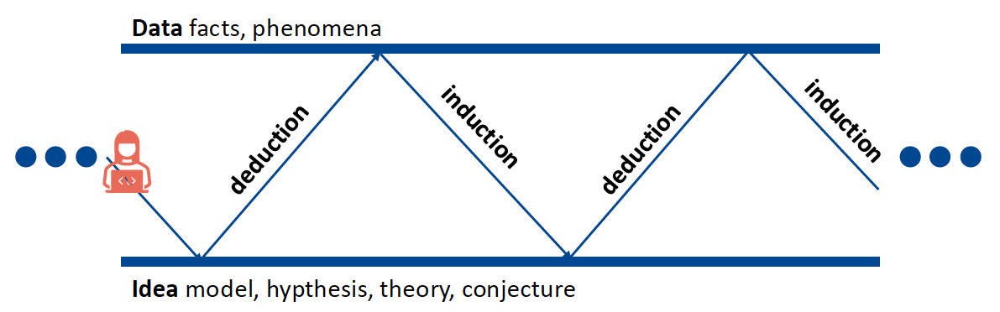 Data facts, phenomena
deduction
induction
deduction
induction
</>
Idea model, hypthesis, theory, conjecture